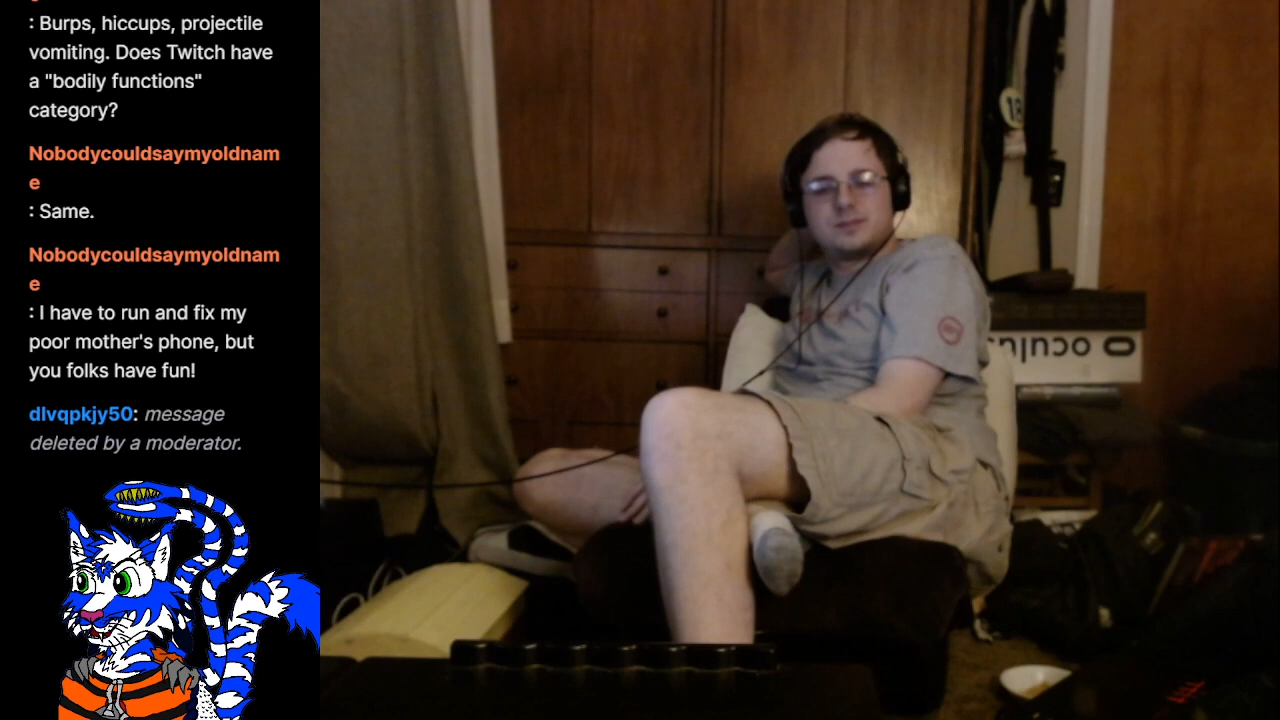 : Burps, hiccups, projectile
vomiting. Does Twitch have
a "bodily functions"
category?
Nobodycouldsaymyoldnam
e
: Same.
Nobodycouldsaymyoldnam
e
: I have to run and fix my
poor mother's phone, but
you folks have fun!
dlvqpkjy50: message
deleted by a moderator.
18
oculus